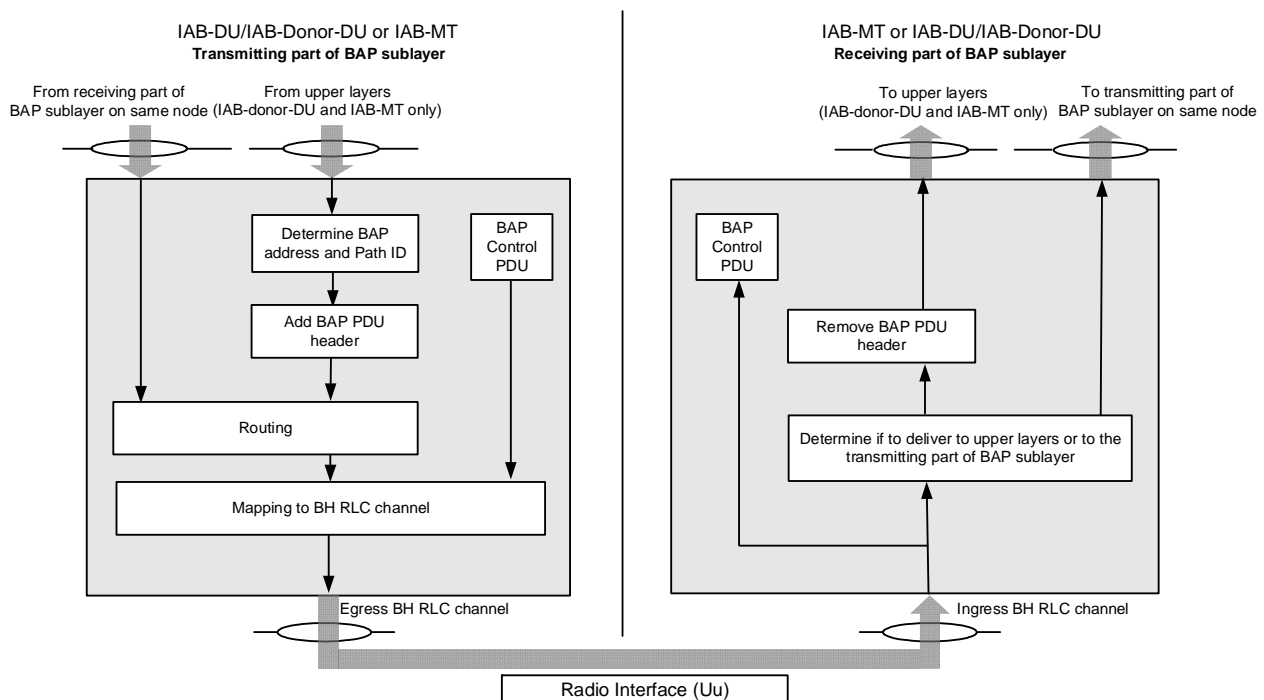 IAB-DU/IAB-Donor-DU or IAB-MT
Transmitting part of BAP sublayer
From receiving part of
BAP sublayer on same node
From upper layers
(IAB-donor-DU and IAB-MT only)
Determine BAP
address and Path ID
BAP
Control
PDU
Add BAP PDU
header
Routing
Mapping to BH RLC channel
Egress BH RLC channel
IAB-MT or IAB-DU/IAB-Donor-DU
Receiving part of BAP sublayer
To upper layers
(IAB-donor-DU and IAB-MT only)
To transmitting part of
BAP sublayer on same node
BAP
Control
PDU
Remove BAP PDU
header
Determine if to deliver to upper layers or to the
transmitting part of BAP sublayer
Ingress BH RLC channel
Radio Interface (Uu)